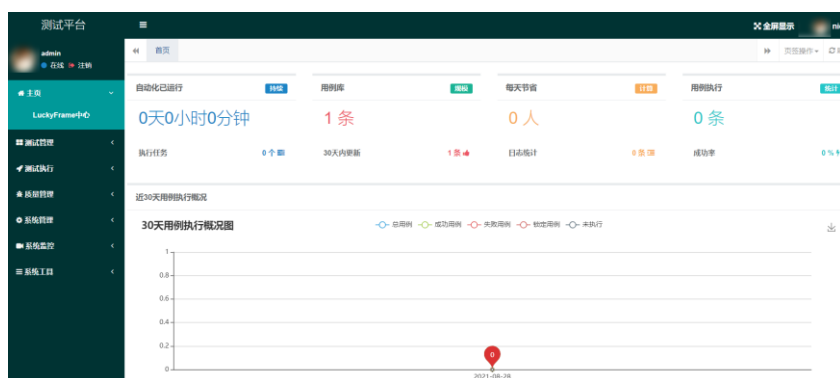 测试平台
全屏显示
admin
在线 注销
首页
页签操作
主页
LuckyFrame中心
测试管理
测试执行
质量管理
系统管理
系统监控
系统工具
自动化已运行 持续
0天0小时0分钟
执行任务 0 个
用例库 规模
1 条
30天内更新 1 条
每天节省 计算
0 人
日志统计 0 条
用例执行 统计
0 条
成功率 0 %
近30天用例执行概况
30天用例执行概况图
总用例 成功用例 失败用例 锁定用例 未执行
1
0.8
0.6
0.4
0.2
0
0
2021-08-28